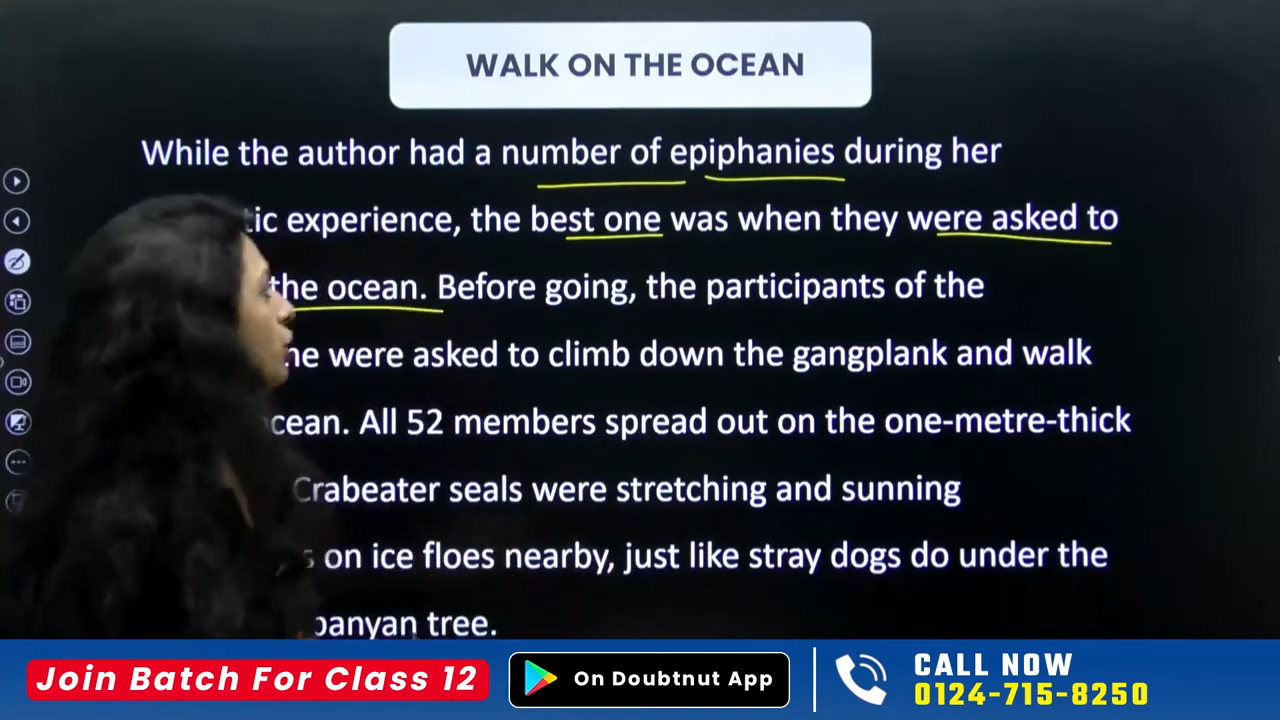 WALK ON THE OCEAN
While the author had a number of epiphanies during her
experience, the best one was when they were asked to
the ocean. Before going, the participants of the
were asked to climb down the gangplank and walk
All 52 members spread out on the one-metre-thick
Crabeater seals were stretching and sunning
on ice floes nearby, just like stray dogs do under the
banyan tree.
Join Batch For Class 12
On Doubtnut App
CALL NOW
0124-715-8250